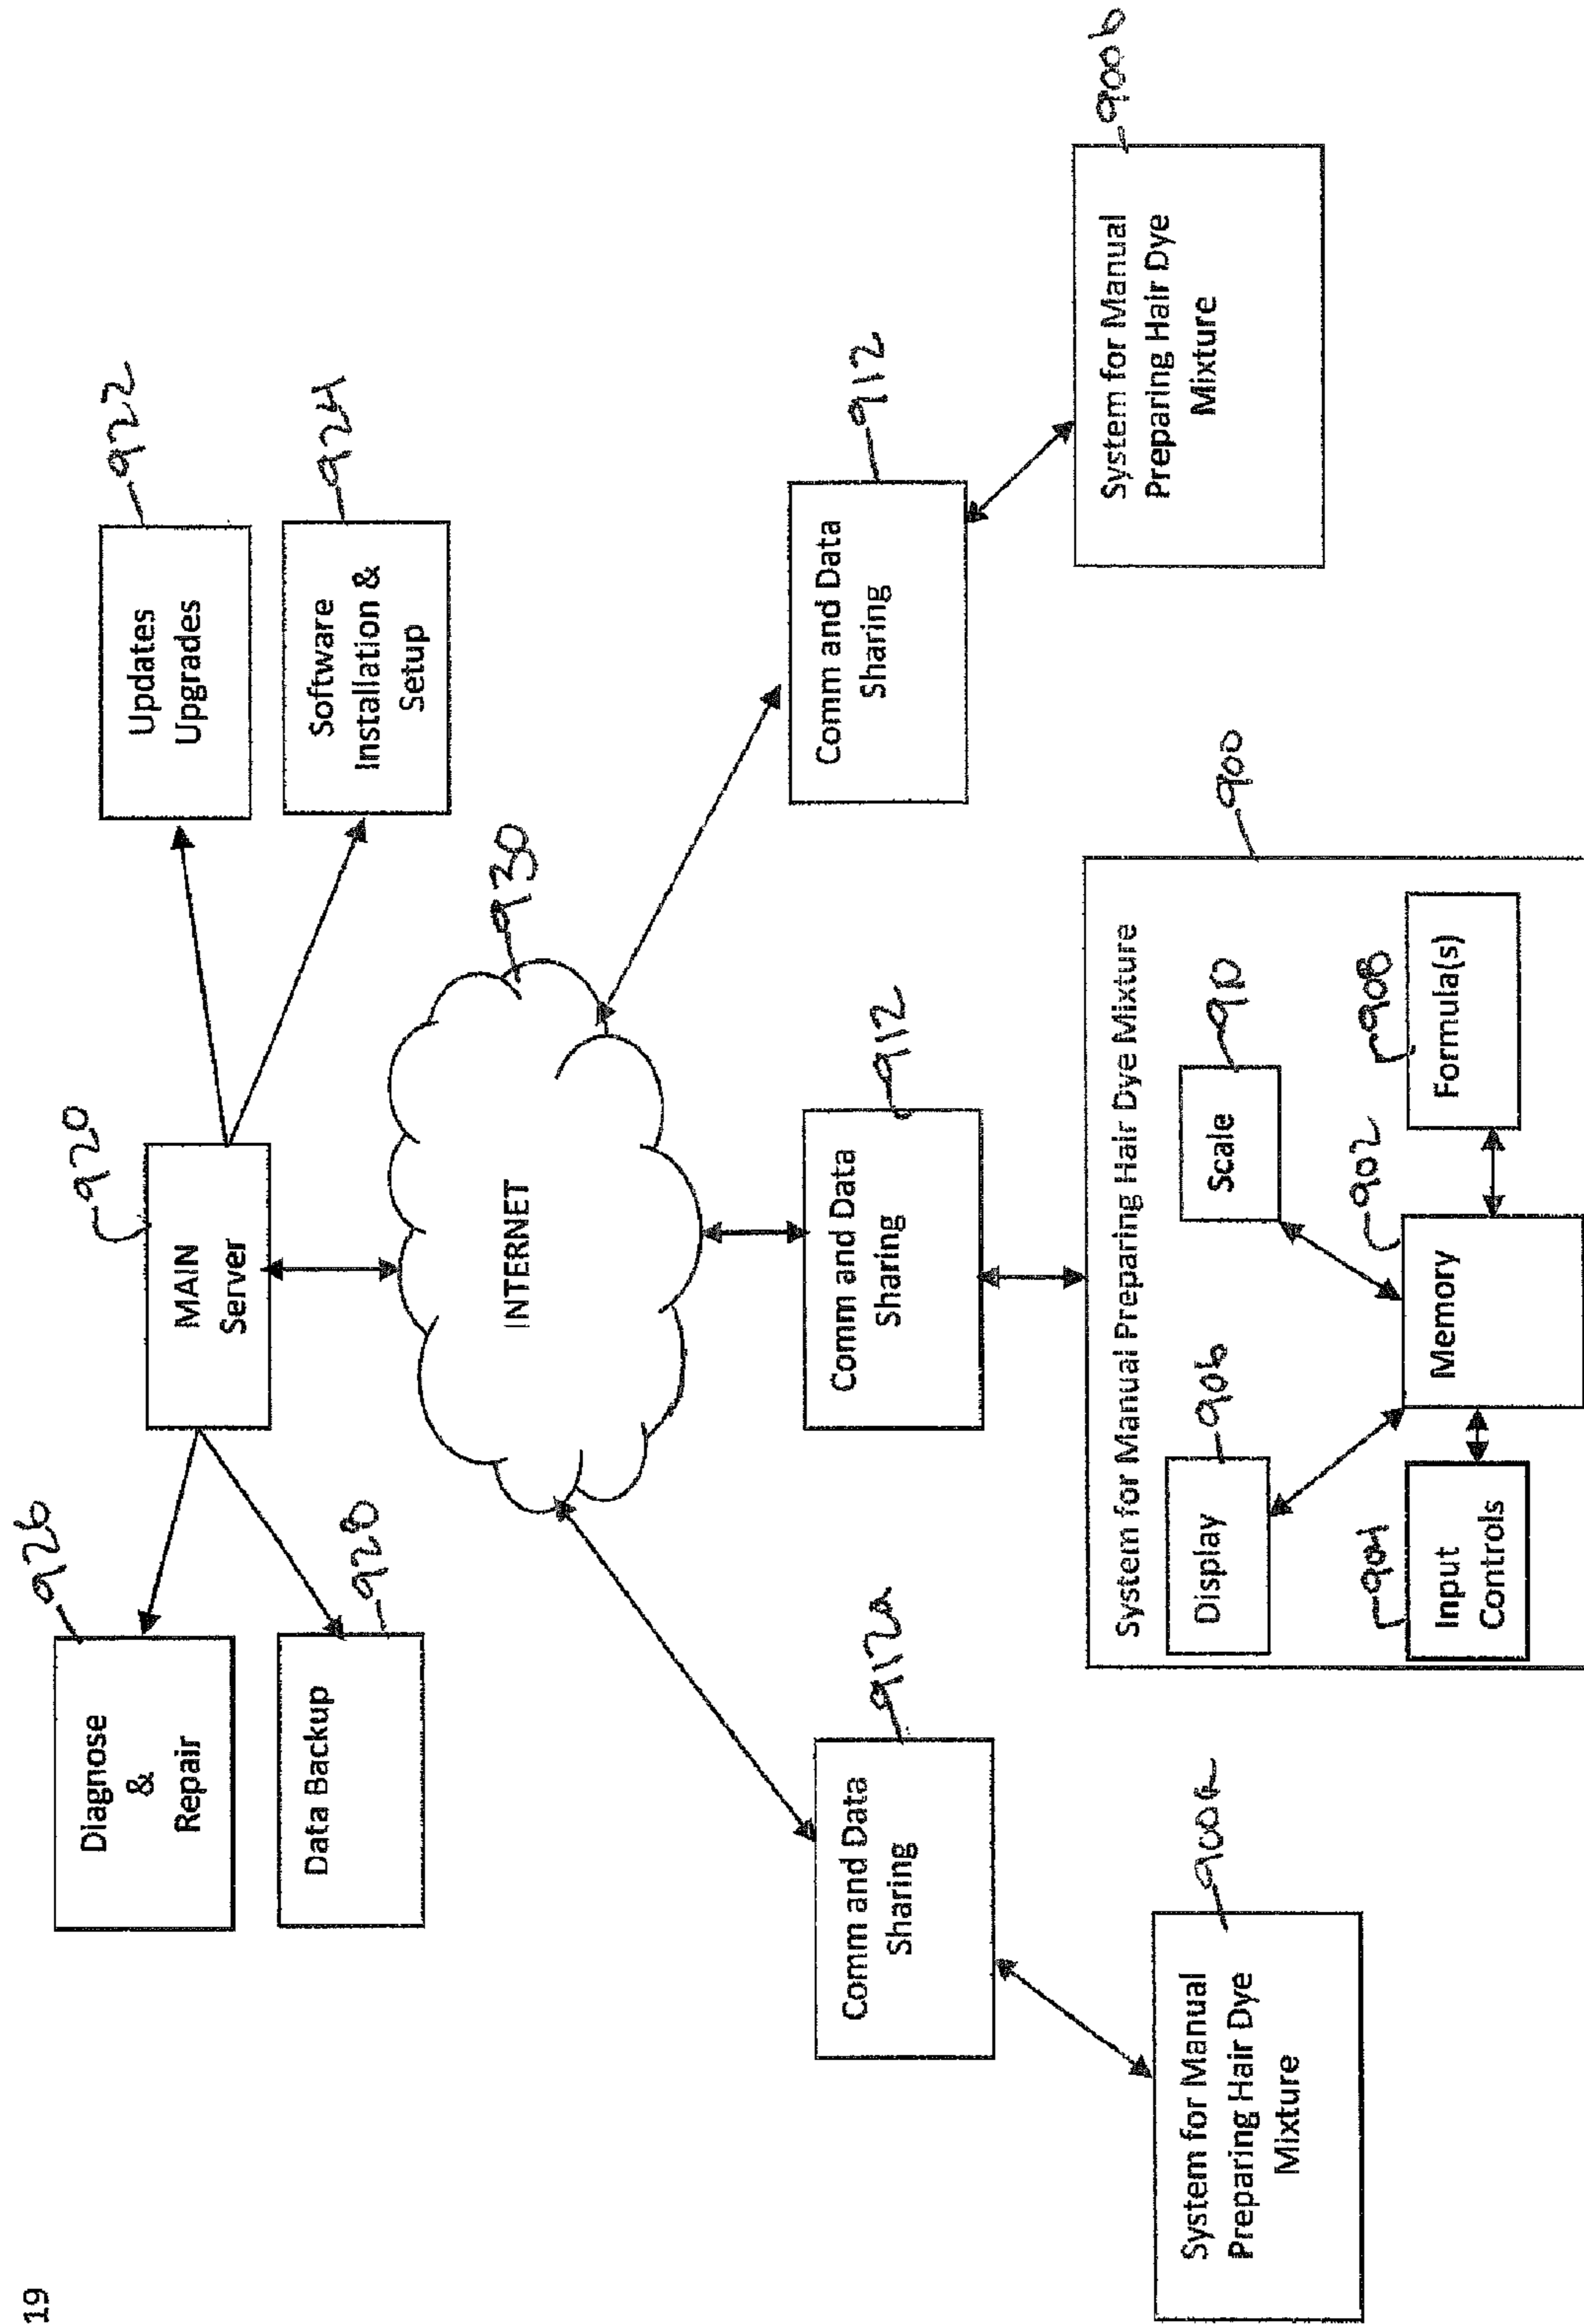 19
926
Diagnose
&
Repair
928
Data Backup
920
MAIN
Server
922
Updates
Upgrades
924
Software
Installation &
Setup
930
INTERNET
912a
Comm and Data
Sharing
912
Comm and Data
Sharing
912
Comm and Data
Sharing
900a
System for Manual
Preparing Hair Dye
Mixture
900
System for Manual Preparing Hair Dye Mixture
906
Display
910
Scale
904
Input
Controls
902
Memory
908
Formula(s)
900b
System for Manual
Preparing Hair Dye
Mixture